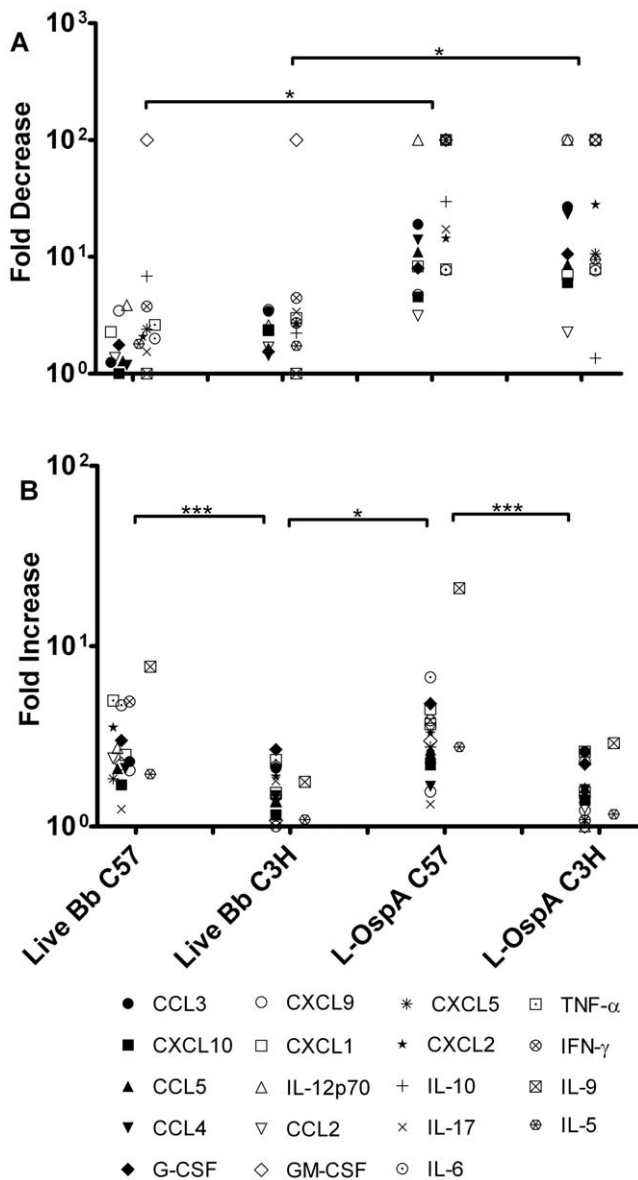 A
Fold Decrease
10³
10²
10¹
10⁰
*
*
B
Fold Increase
10²
10¹
10⁰
***
*
***
Live Bb C57
Live Bb C3H
L-OspA C57
L-OspA C3H
CCL3 CXCL9 CXCL5 TNF-α
CXCL10 CXCL1 CXCL2 IFN-γ
CCL5 IL-12p70 IL-10 IL-9
CCL4 CCL2 IL-17 IL-5
G-CSF GM-CSF IL-6